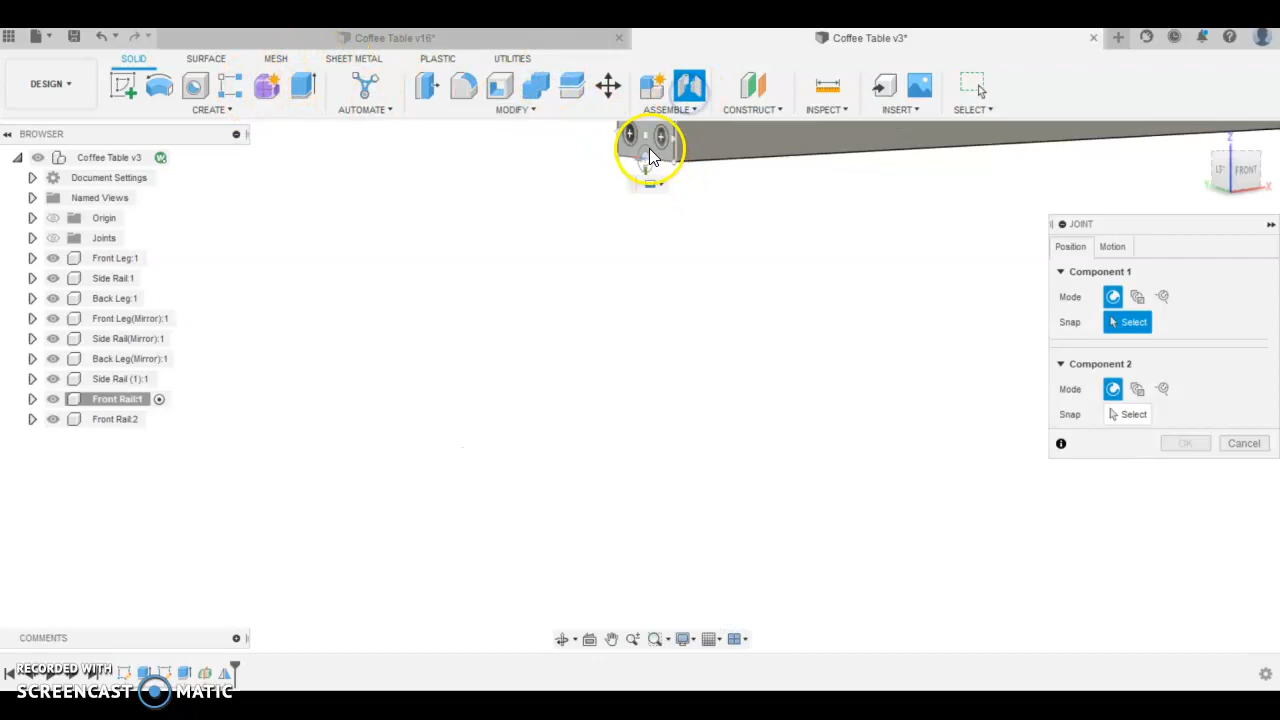 Coffee Table v16*
Coffee Table v3*
DESIGN
SOLID
SURFACE
MESH
SHEET METAL
PLASTIC
UTILITIES
CREATE
AUTOMATE
MODIFY
ASSEMBLE
CONSTRUCT
INSPECT
INSERT
SELECT
BROWSER
Coffee Table v3
Document Settings
Named Views
Origin
Joints
Front Leg:1
Side Rail:1
Back Leg:1
Front Leg(Mirror):1
Side Rail(Mirror):1
Back Leg(Mirror):1
Side Rail (1):1
Front Rail:1
Front Rail:2
Z
FRONT
X
JOINT
Position
Motion
Component 1
Mode
Snap
Select
Component 2
Mode
Snap
Select
OK
Cancel
COMMENTS
RECORDED WITH
SCREENCAST MATIC